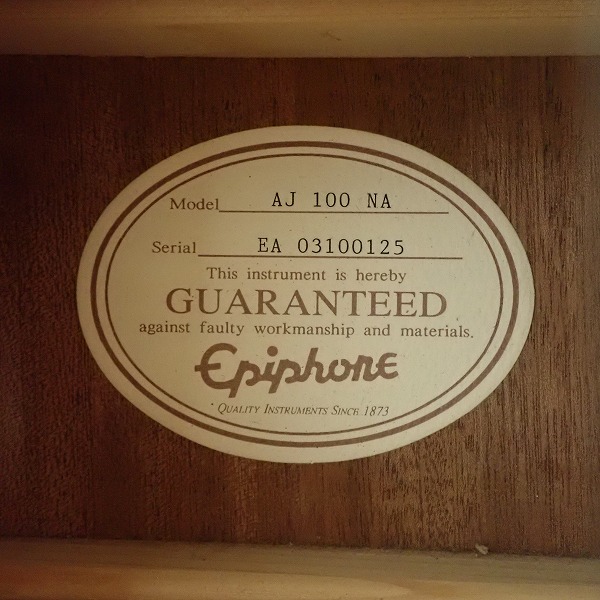 Model AJ 100 NA
Serial EA 03100125
This instrument is hereby
GUARANTEED
against faulty workmanship and materials.
Epiphone
QUALITY INSTRUMENTS SINCE 1873